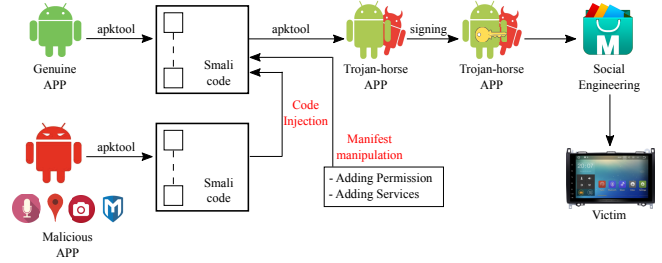 apktool
apktool
signing
Genuine
APP
Smali
code
Trojan-horse
APP
Trojan-horse
APP
M
Social
Engineering
Code
Injection
apktool
Manifest
manipulation
- Adding Permission
- Adding Services
Smali
code
M
Malicious
APP
Victim